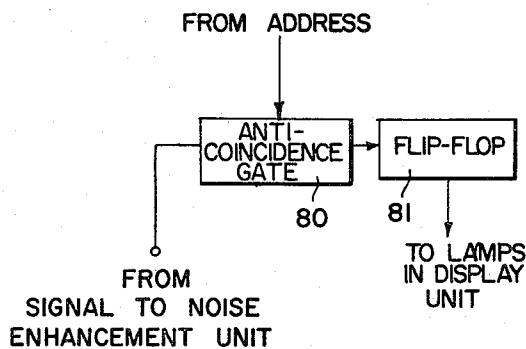 FROM ADDRESS
ANTI-
COINCIDENCE
GATE
80
FLIP-FLOP
81
TO LAMPS
IN DISPLAY
UNIT
FROM
SIGNAL TO NOISE
ENHANCEMENT UNIT